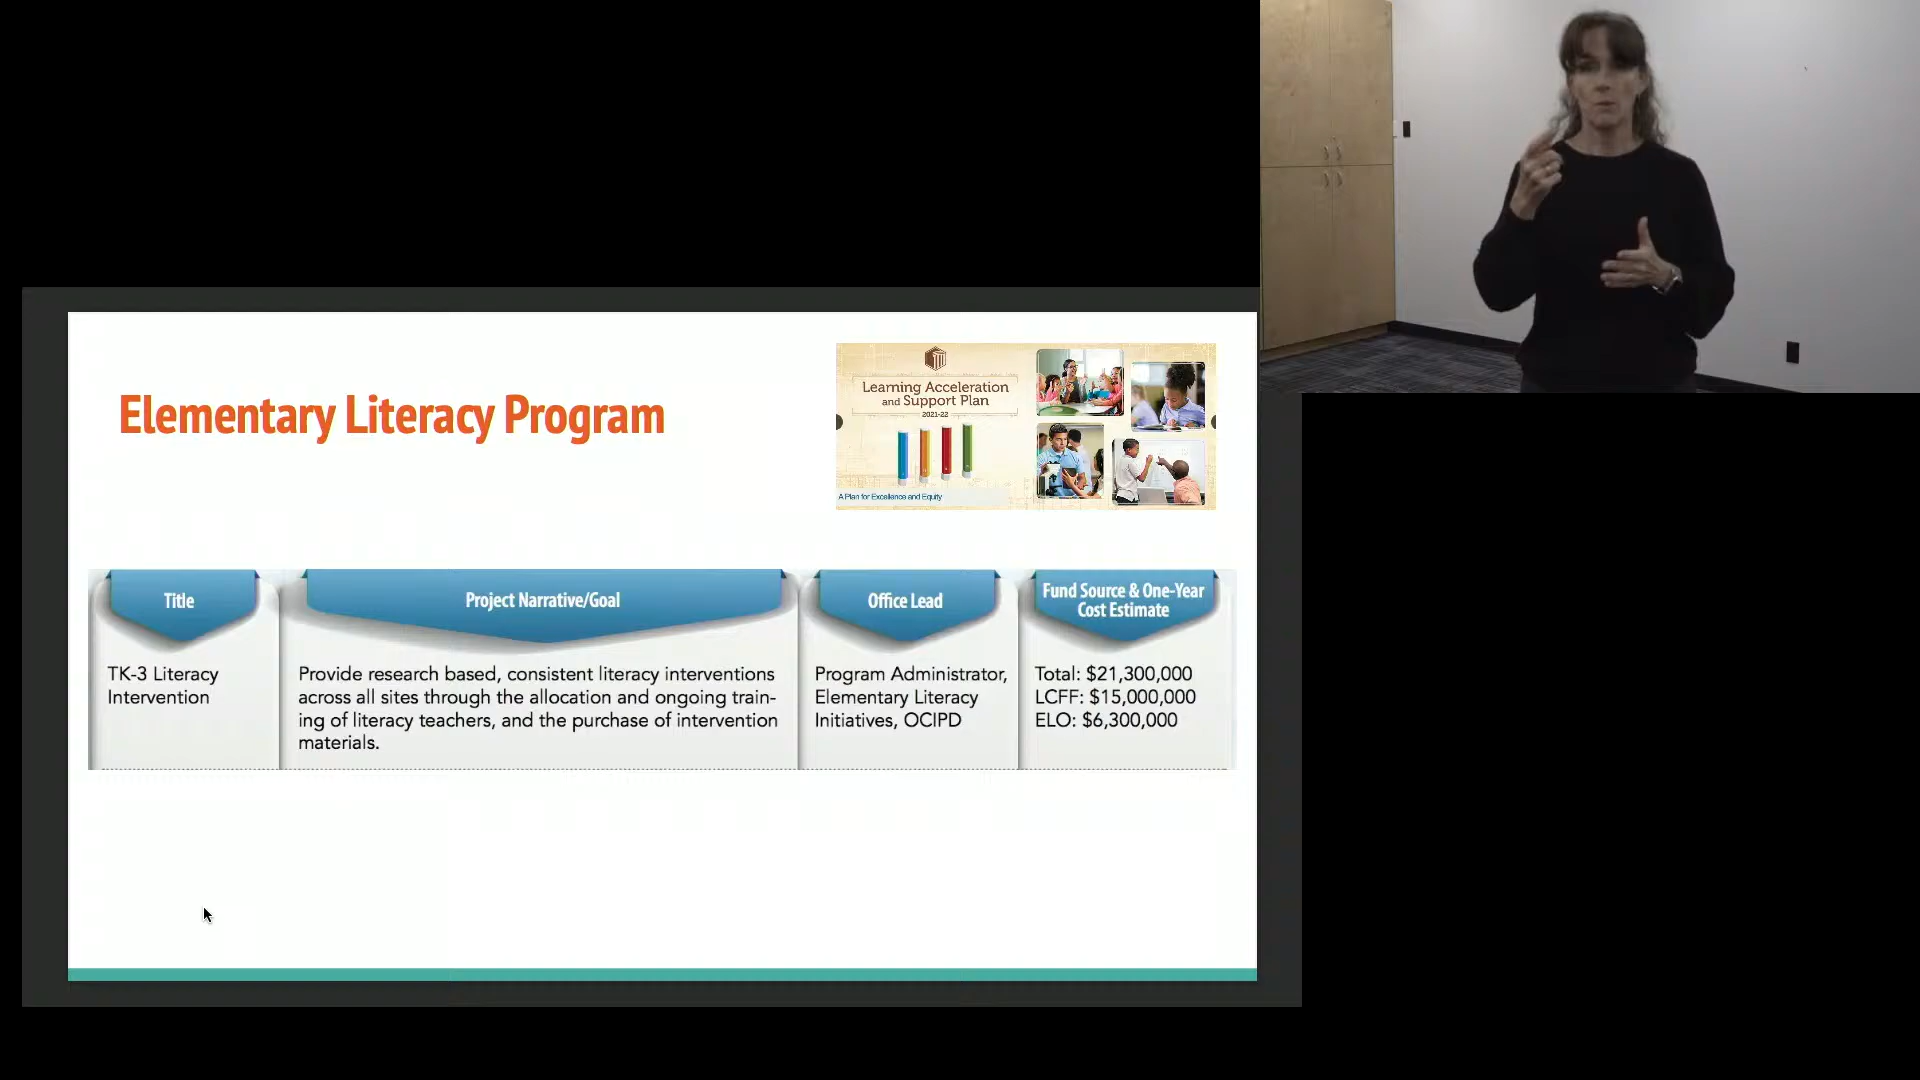 Elementary Literacy Program
Learning Acceleration
and Support Plan
2021-22
A Plan for Excellence and Equity
Title
Project Narrative/Goal
Office Lead
Fund Source & One-Year
Cost Estimate
TK-3 Literacy
Intervention
Provide research based, consistent literacy interventions
across all sites through the allocation and ongoing train-
ing of literacy teachers, and the purchase of intervention
materials.
Program Administrator,
Elementary Literacy
Initiatives, OCIPD
Total: $21,300,000
LCFF: $15,000,000
ELO: $6,300,000